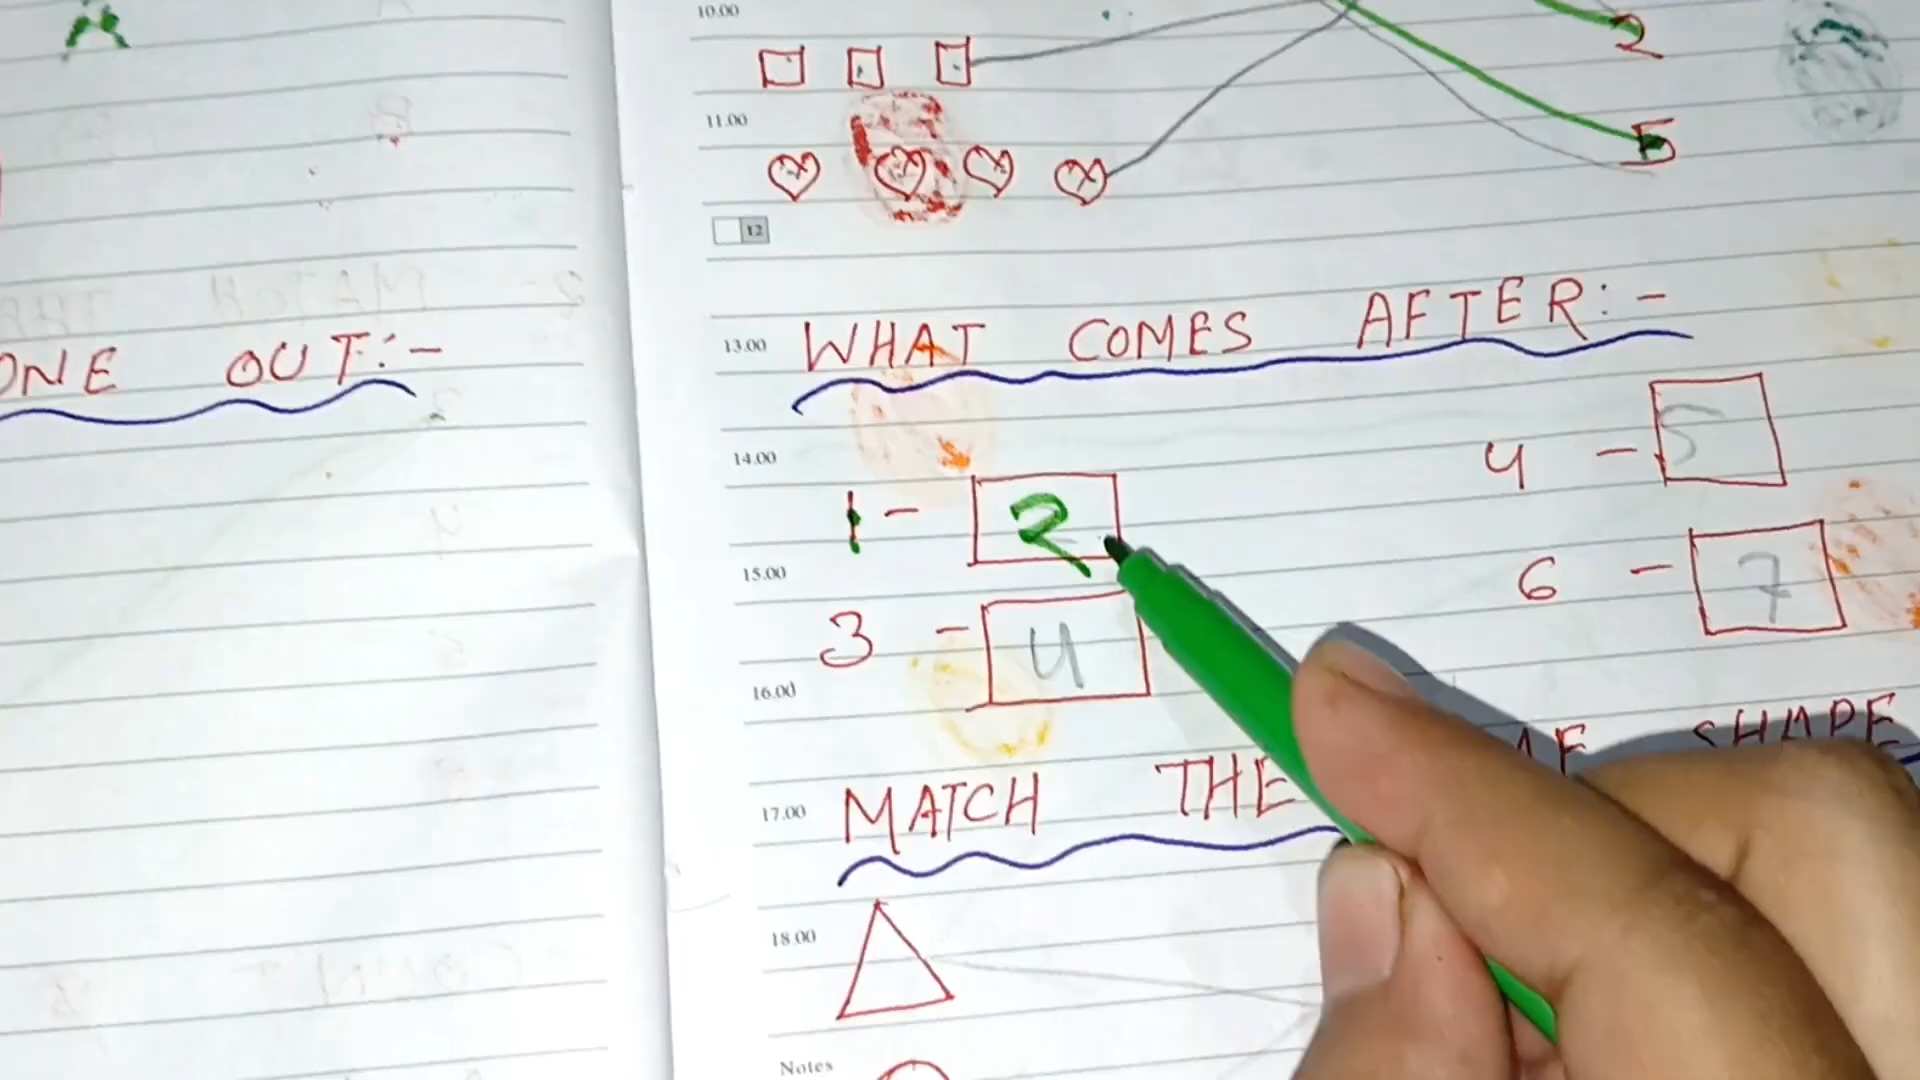 10.00
2
11.00
5
12
ONE OUT:-
13.00 WHAT COMES AFTER:-
14.00
4 - 5
1 - 2
15.00
6 - 7
3 - 4
16.00
17.00 MATCH THE SHAPE
18.00
Notes